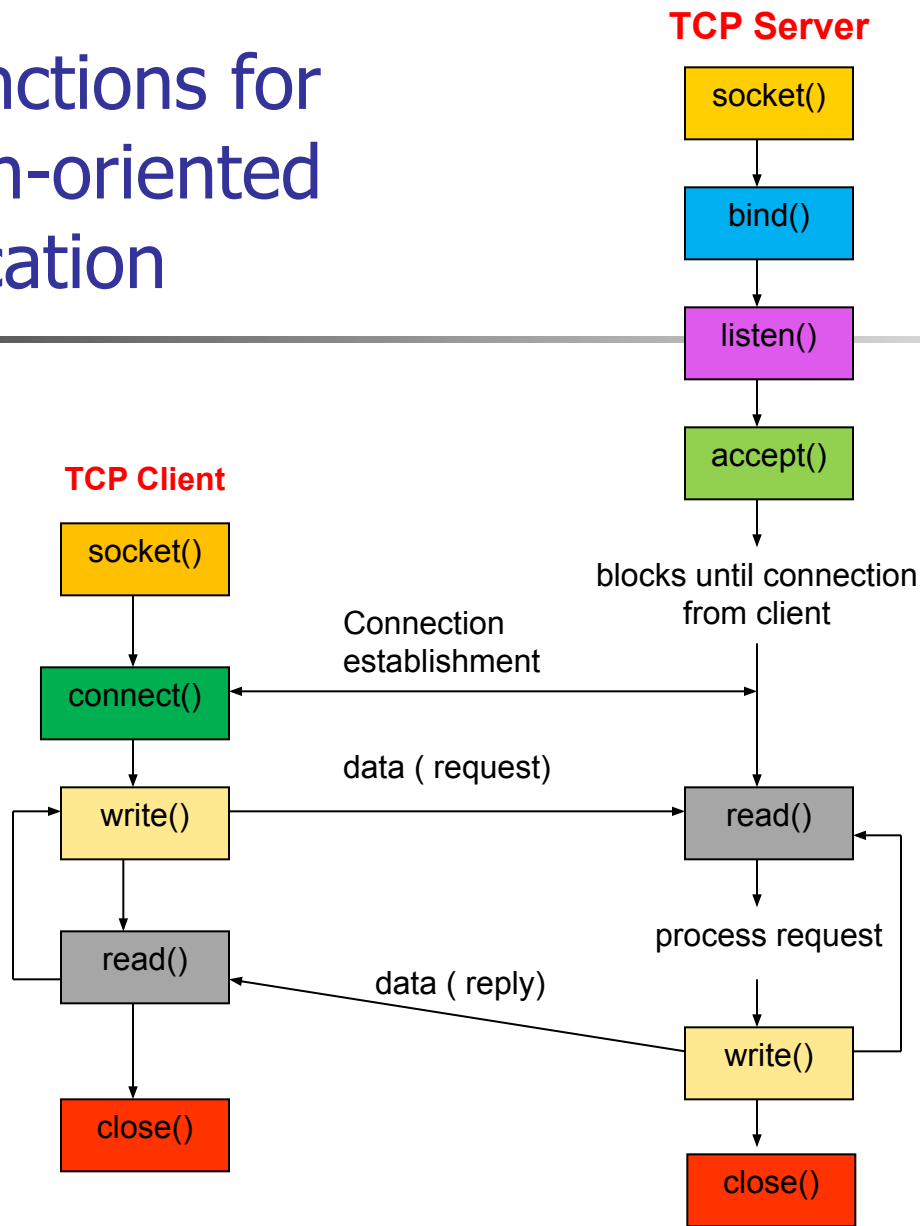 nctions for
n-oriented
cation
TCP Server
socket()
bind()
listen()
accept()
blocks until connection
from client
TCP Client
socket()
Connection
establishment
connect()
data ( request)
write()
read()
process request
read()
data ( reply)
write()
close()
close()